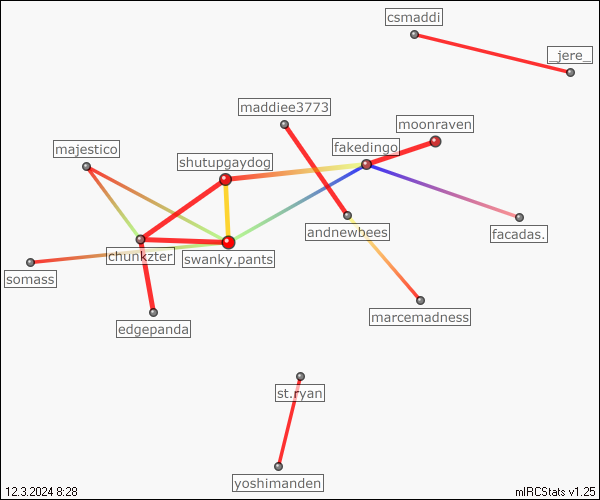 csmaddi
_jere_
maddiee3773
moonraven
fakedingo
majestico
shutupgaydog
andnewbees
facadas.
chunkzter
swanky.pants
somass
marcemadness
edgepanda
st.ryan
yoshimanden
12.3.2024 8:28
mIRCStats v1.25